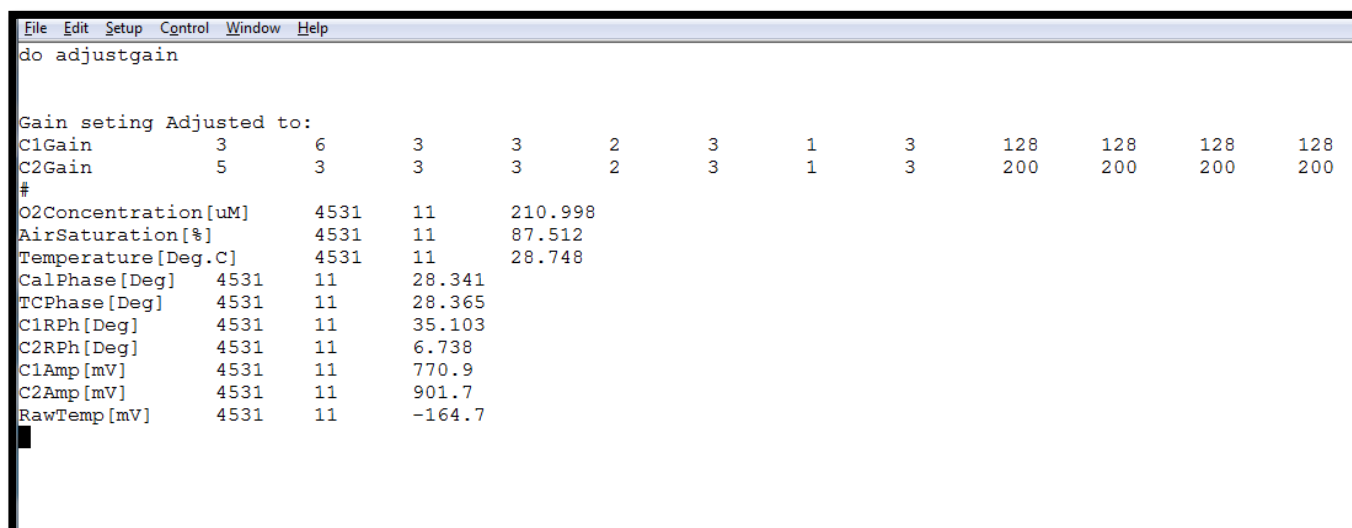 File Edit Setup Control Window Help
do adjustgain
Gain seting Adjusted to:
C1Gain 3 6 3 3 2 3 1 3 128 128 128 128
C2Gain 5 3 3 3 2 3 1 3 200 200 200 200
#
O2Concentration[uM] 4531 11 210.998
AirSaturation[%] 4531 11 87.512
Temperature[Deg.C] 4531 11 28.748
CalPhase[Deg] 4531 11 28.341
TCPhase[Deg] 4531 11 28.365
C1RPh[Deg] 4531 11 35.103
C2RPh[Deg] 4531 11 6.738
C1Amp[mV] 4531 11 770.9
C2Amp[mV] 4531 11 901.7
RawTemp[mV] 4531 11 -164.7